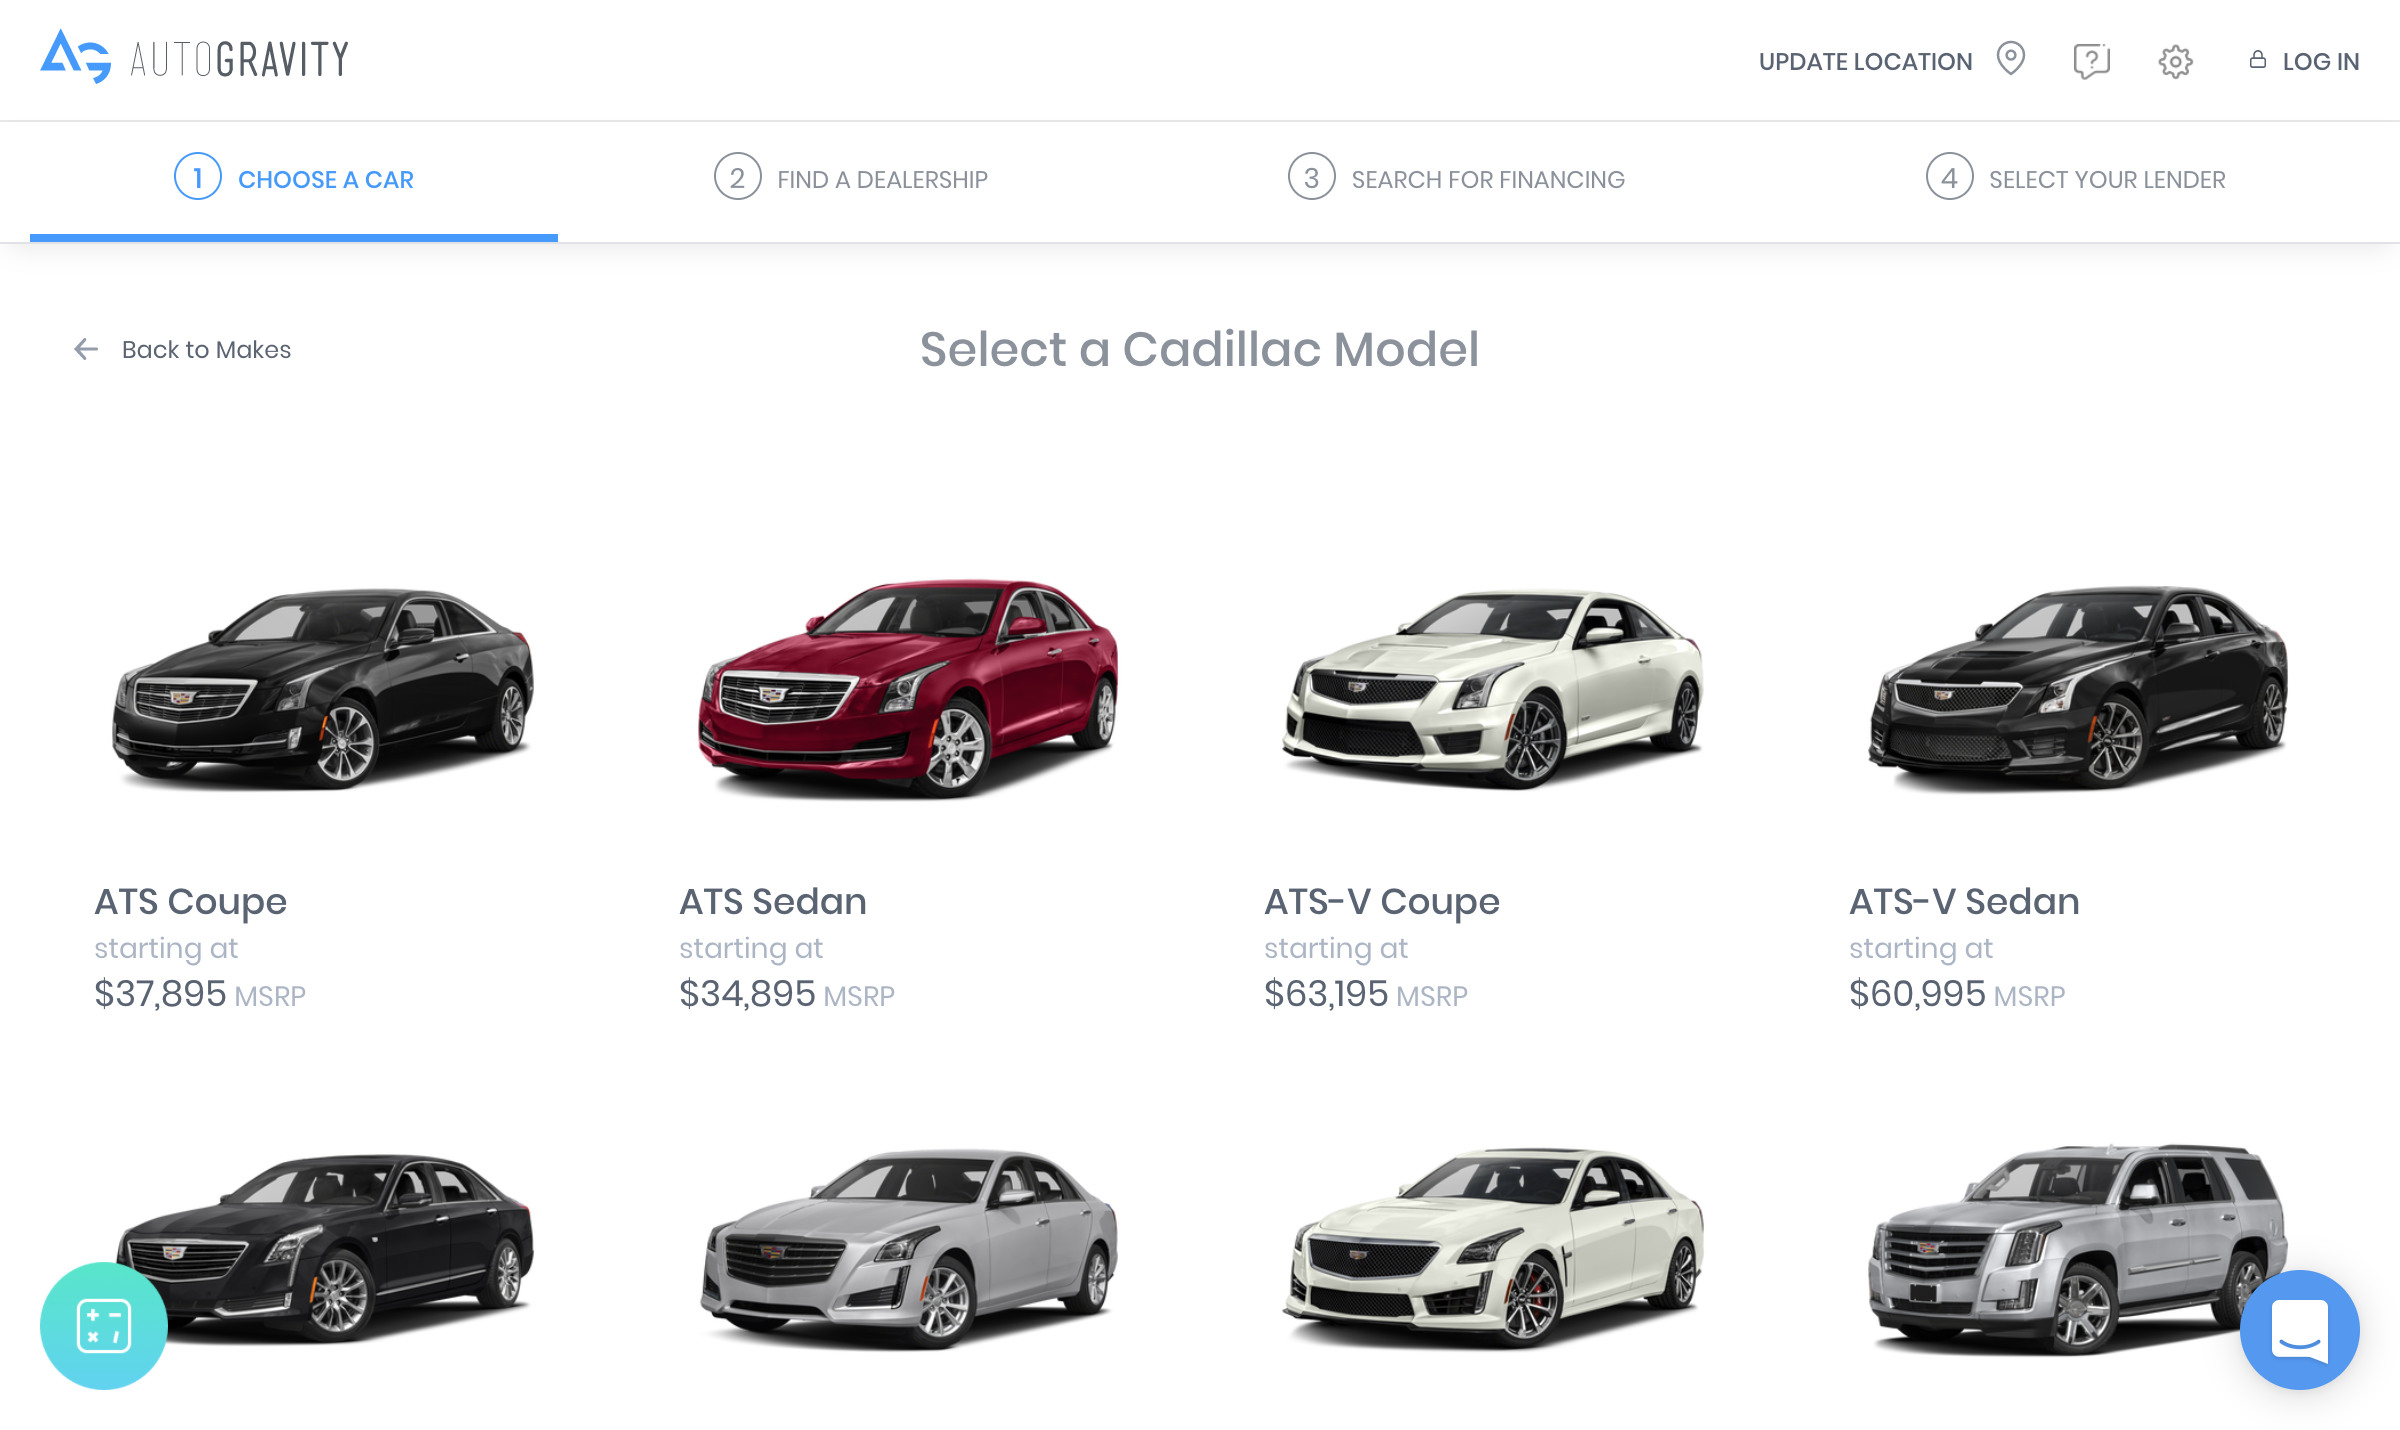 AUTOGRAVITY
UPDATE LOCATION
LOG IN
1 CHOOSE A CAR
2 FIND A DEALERSHIP
3 SEARCH FOR FINANCING
4 SELECT YOUR LENDER
Back to Makes
Select a Cadillac Model
ATS Coupe
starting at
$37,895 MSRP
ATS Sedan
starting at
$34,895 MSRP
ATS-V Coupe
starting at
$63,195 MSRP
ATS-V Sedan
starting at
$60,995 MSRP